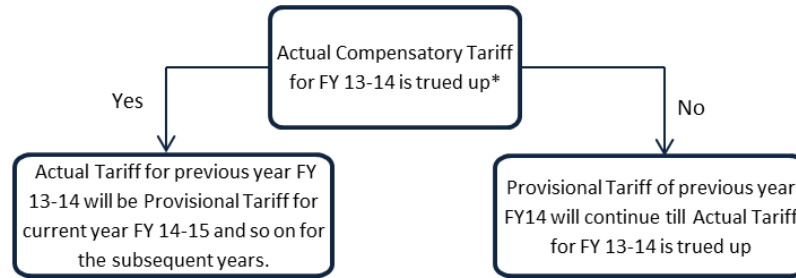 Actual Compensatory Tariff
for FY 13-14 is trued up*
Yes
No
Actual Tariff for previous year FY
13-14 will be Provisional Tariff for
current year FY 14-15 and so on for
the subsequent years.
Provisional Tariff of previous year
FY14 will continue till Actual Tariff
for FY 13-14 is trued up